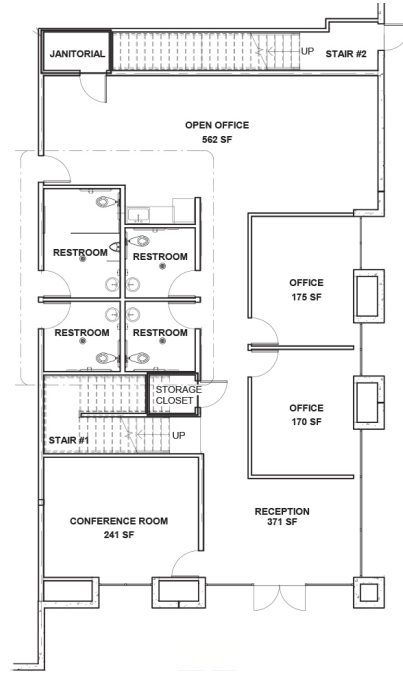 JANITORIAL
UP
STAIR #2
OPEN OFFICE
562 SF
RESTROOM
RESTROOM
OFFICE
175 SF
RESTROOM
RESTROOM
STORAGE
CLOSET
OFFICE
170 SF
STAIR #1
UP
CONFERENCE ROOM
241 SF
RECEPTION
371 SF